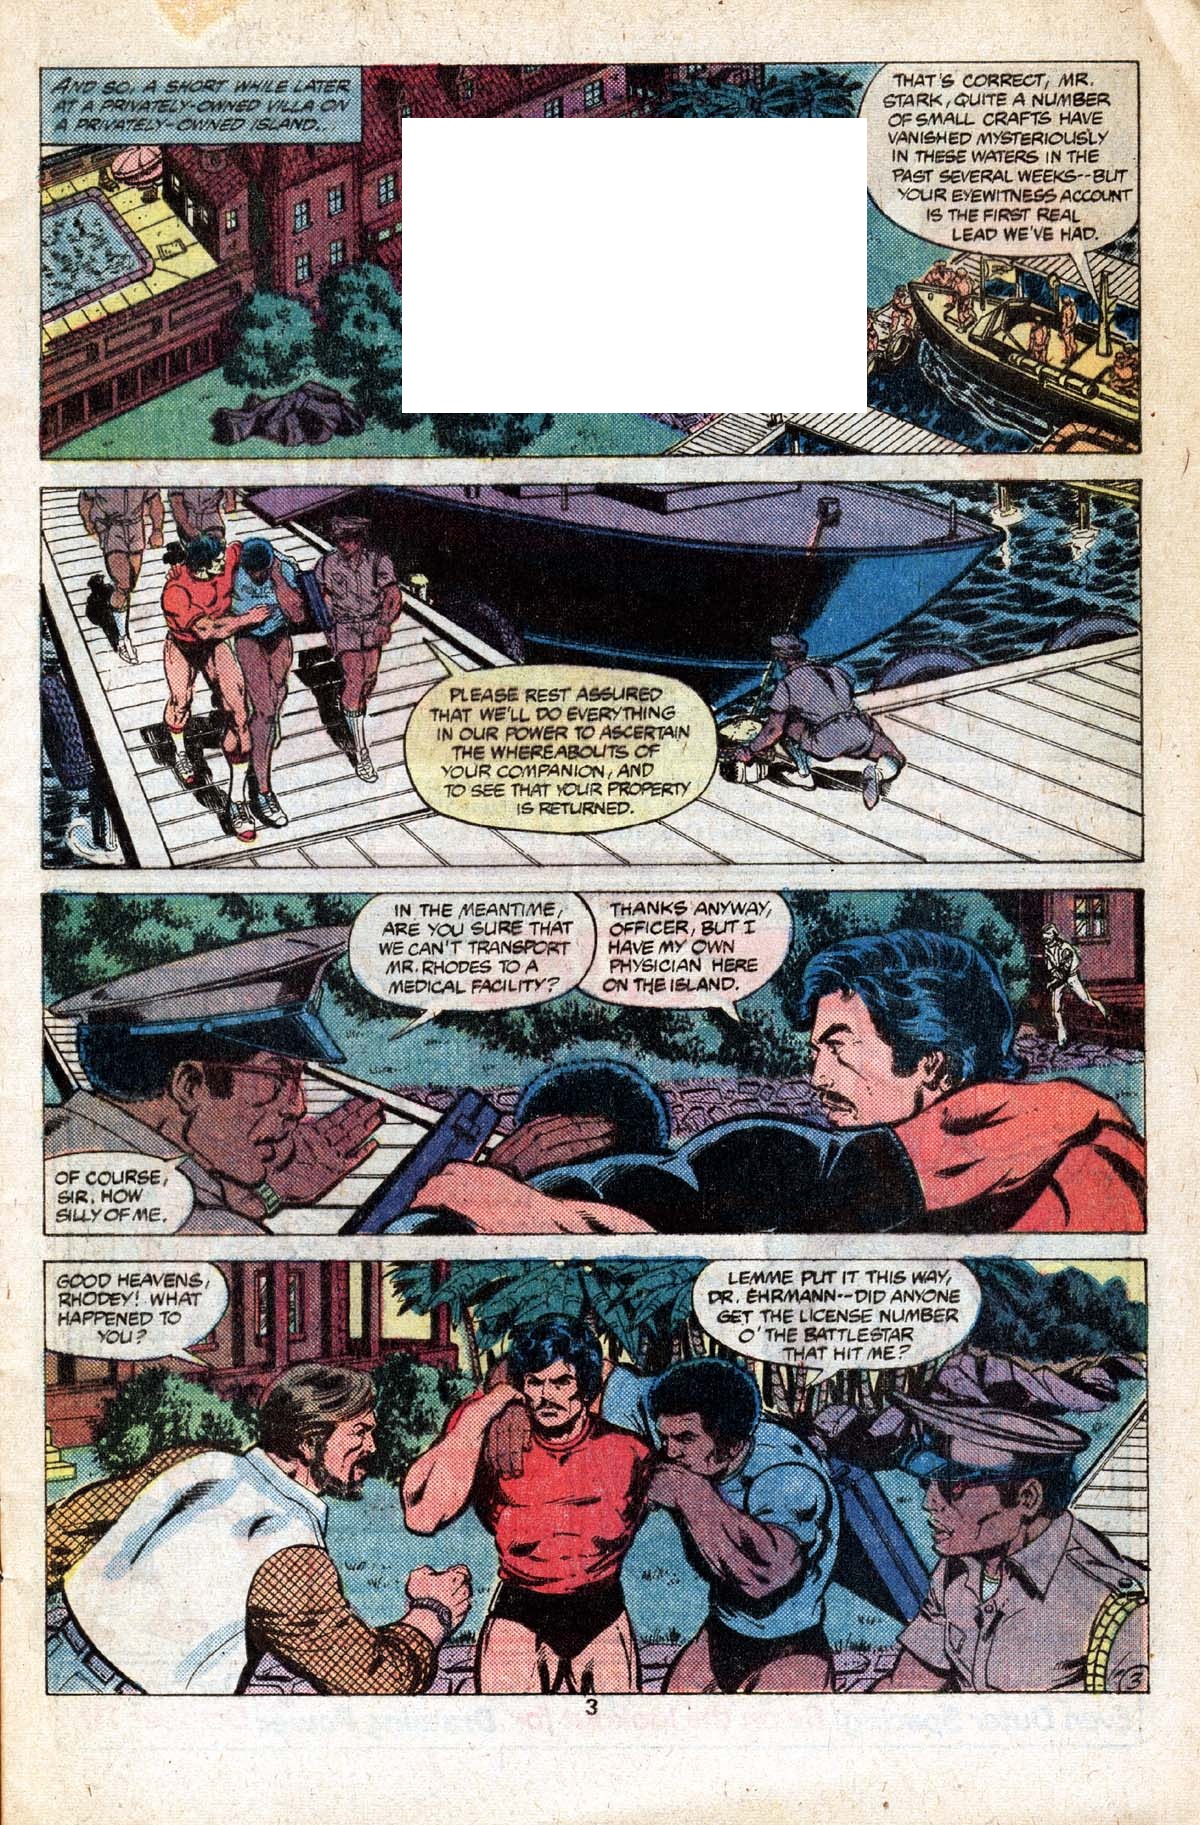 AND SO, A SHORT WHILE LATER
AT A PRIVATELY-OWNED VILLA ON
A PRIVATELY-OWNED ISLAND...
THAT'S CORRECT, MR.
STARK, QUITE A NUMBER
OF SMALL CRAFTS HAVE
VANISHED MYSTERIOUSLY
IN THESE WATERS IN THE
PAST SEVERAL WEEKS--BUT
YOUR EYEWITNESS ACCOUNT
IS THE FIRST REAL
LEAD WE'VE HAD.
PLEASE REST ASSURED
THAT WE'LL DO EVERYTHING
IN OUR POWER TO ASCERTAIN
THE WHEREABOUTS OF
YOUR COMPANION, AND
TO SEE THAT YOUR PROPERTY
IS RETURNED.
IN THE MEANTIME,
ARE YOU SURE THAT
WE CAN'T TRANSPORT
MR. RHODES TO A
MEDICAL FACILITY?
THANKS ANYWAY,
OFFICER, BUT I
HAVE MY OWN
PHYSICIAN HERE
ON THE ISLAND.
OF COURSE,
SIR. HOW
SILLY OF ME.
GOOD HEAVENS,
RHODEY! WHAT
HAPPENED TO
YOU?
LEMME PUT IT THIS WAY,
DR. EHRMANN--DID ANYONE
GET THE LICENSE NUMBER
O' THE BATTLESTAR
THAT HIT ME?
3
3